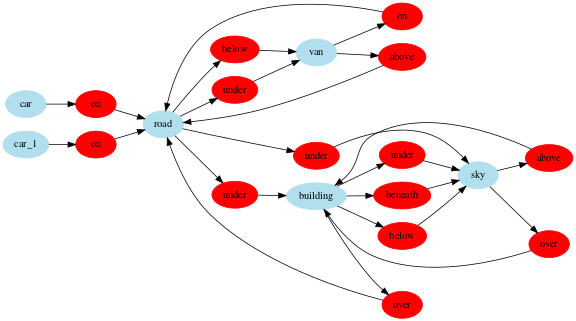 on
below
van
above
under
car
on
road
car_1
on
under
under
above
under
sky
building
beneath
below
over
over